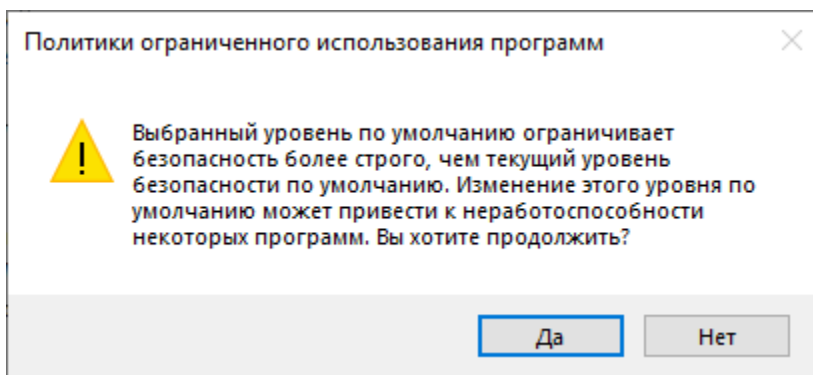 Политики ограниченного использования программ
Выбранный уровень по умолчанию ограничивает
безопасность более строго, чем текущий уровень
безопасности по умолчанию. Изменение этого уровня по
умолчанию может привести к неработоспособности
некоторых программ. Вы хотите продолжить?
Да
Нет